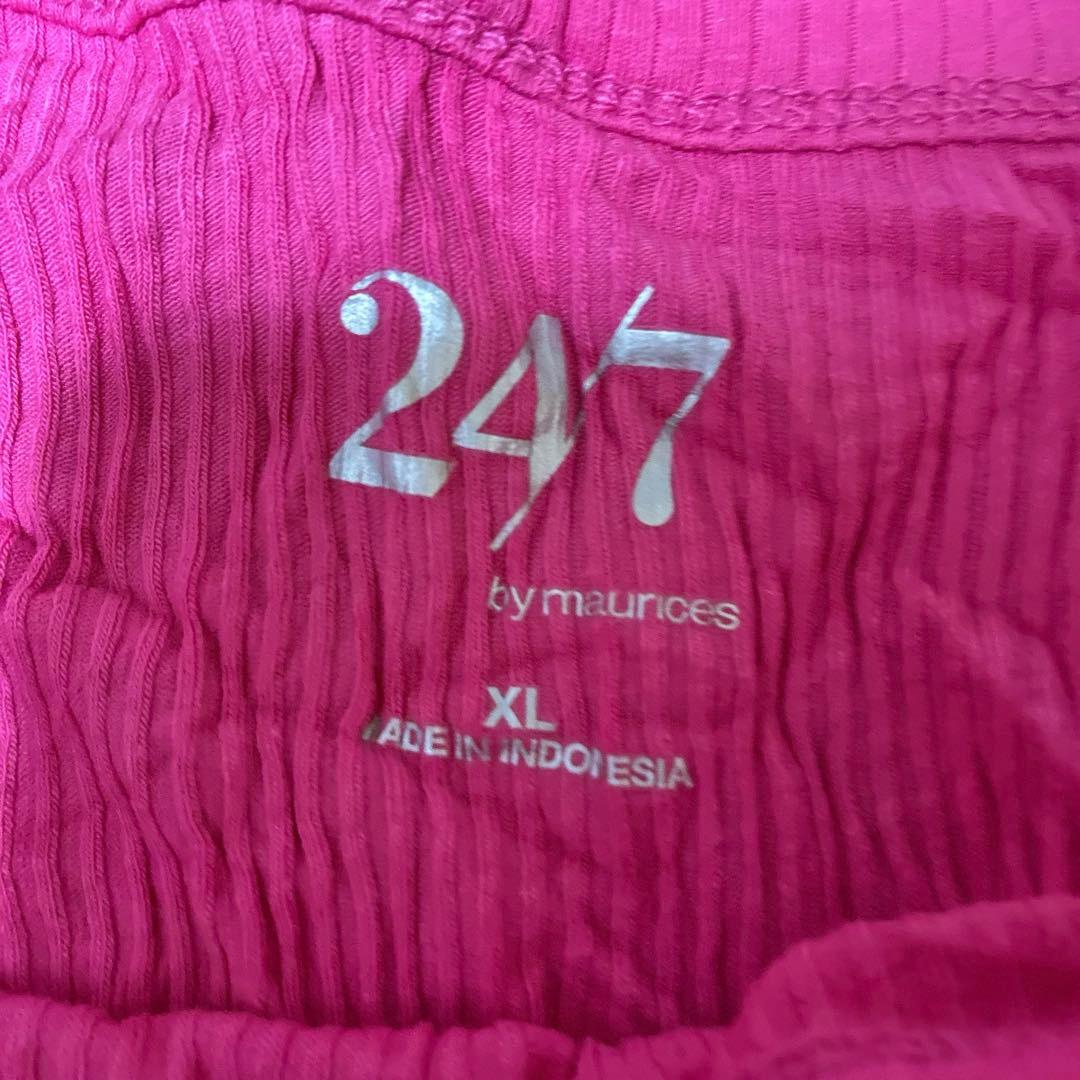 24/7
by maurices
XL
MADE IN INDONESIA